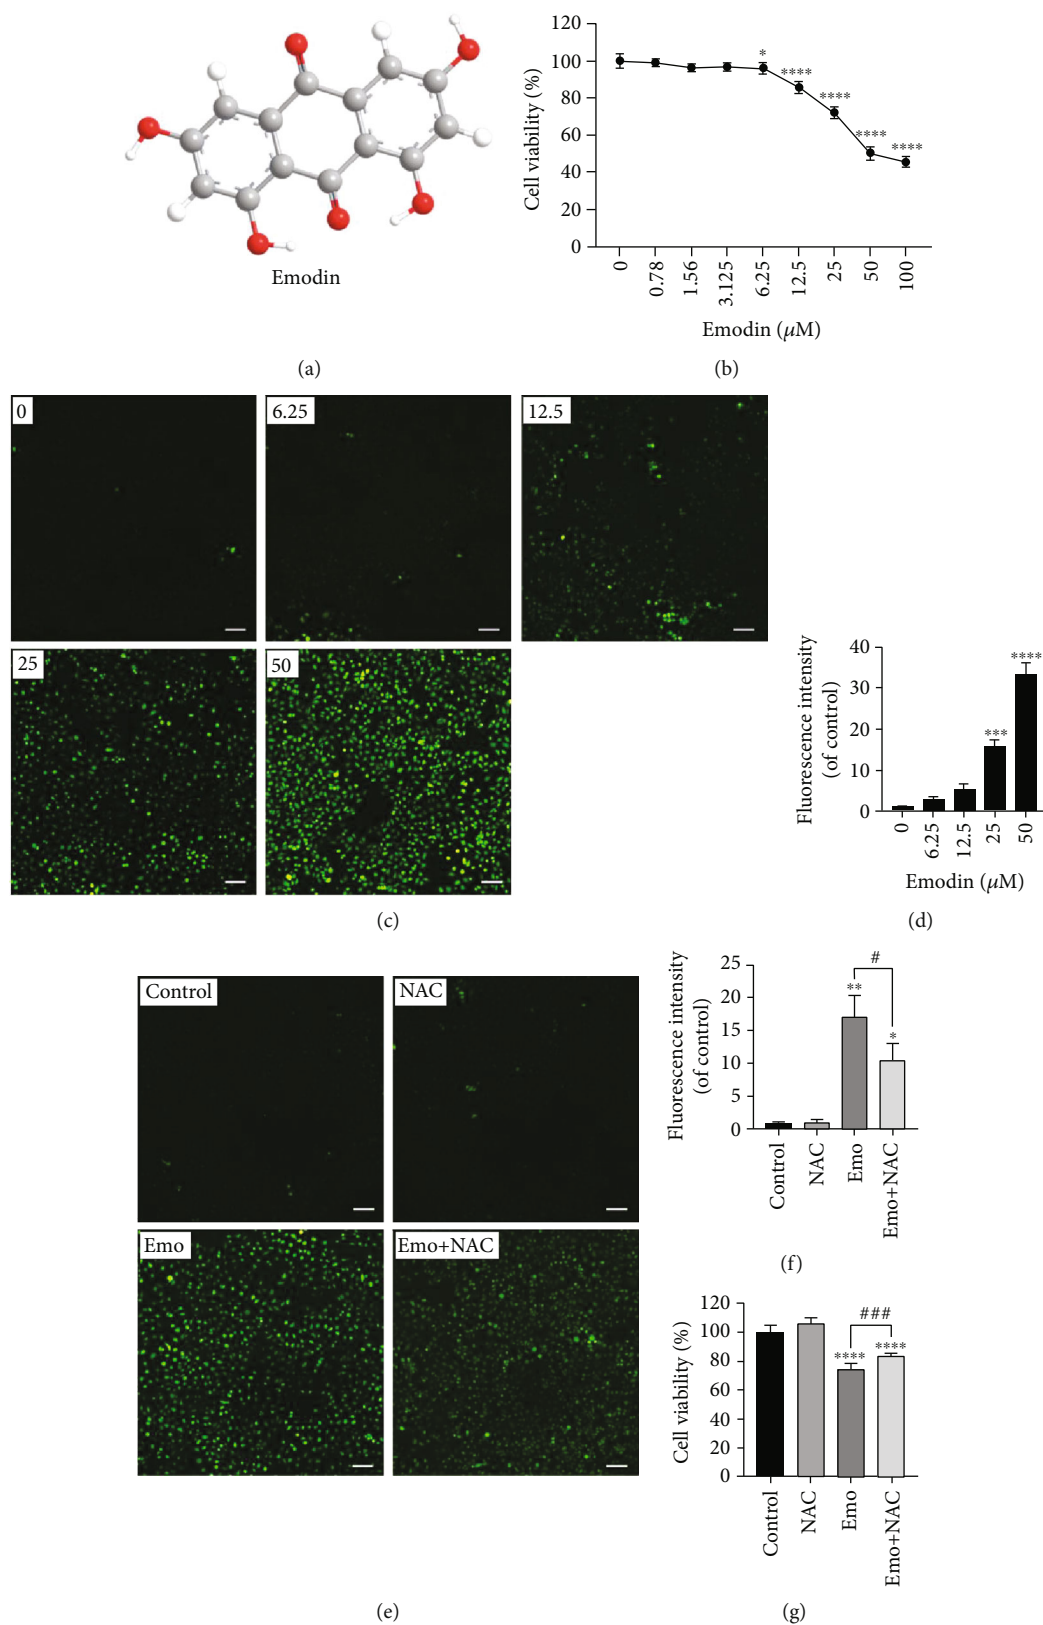 Emodin
(a)
120
100
80
60
40
20
0
Cell viability (%)
*
****
****
****
****
0
0.78
1.56
3.125
6.25
12.5
25
50
100
Emodin (μM)
(b)
0
6.25
12.5
25
50
(c)
40
30
20
10
0
Fluorescence intensity
(of control)
***
****
0
6.25
12.5
25
50
Emodin (μM)
(d)
Control
NAC
Emo
Emo+NAC
(e)
25
20
15
10
5
0
Fluorescence intensity
(of control)
**
#
*
Control
NAC
Emo
Emo+NAC
(f)
120
100
80
60
40
20
0
Cell viability (%)
****
###
****
Control
NAC
Emo
Emo+NAC
(g)